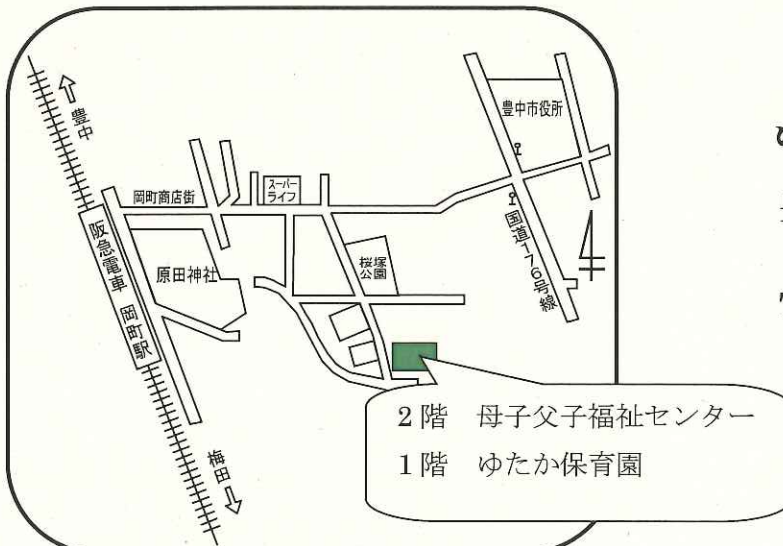 豊中
豊中市役所
岡町商店街
スーパー
ライフ
阪急電車 岡町駅
原田神社
桜塚
公園
国道176号線
2階 母子父子福祉センター
1階 ゆたか保育園
梅田